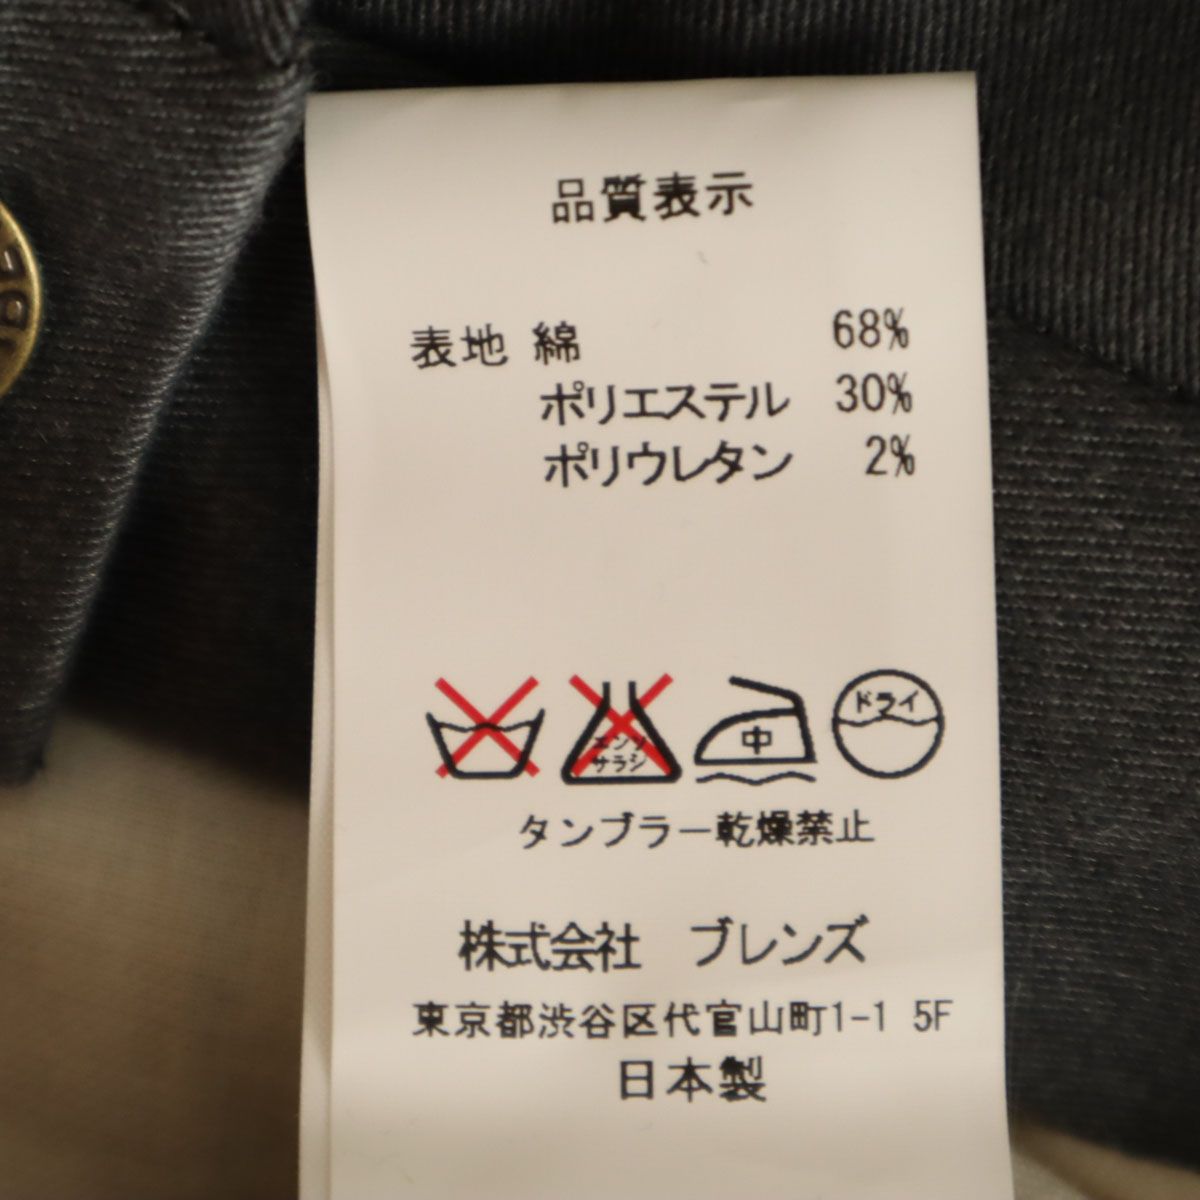 品質表示
表地 綿 68%
ポリエステル 30%
ポリウレタン 2%
エンソ
サラシ
中
ドライ
タンブラー乾燥禁止
株式会社 ブレンズ
東京都渋谷区代官山町1-1 5F
日本製